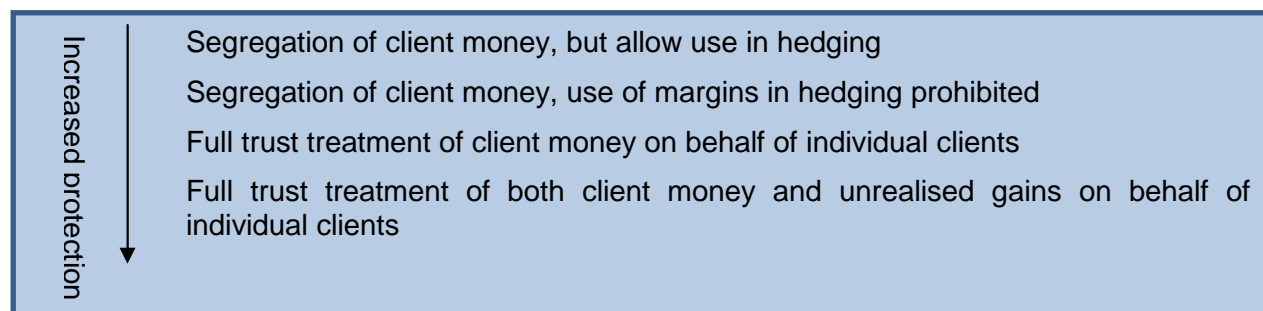 Increased protection
Segregation of client money, but allow use in hedging
Segregation of client money, use of margins in hedging prohibited
Full trust treatment of client money on behalf of individual clients
Full trust treatment of both client money and unrealised gains on behalf of
individual clients